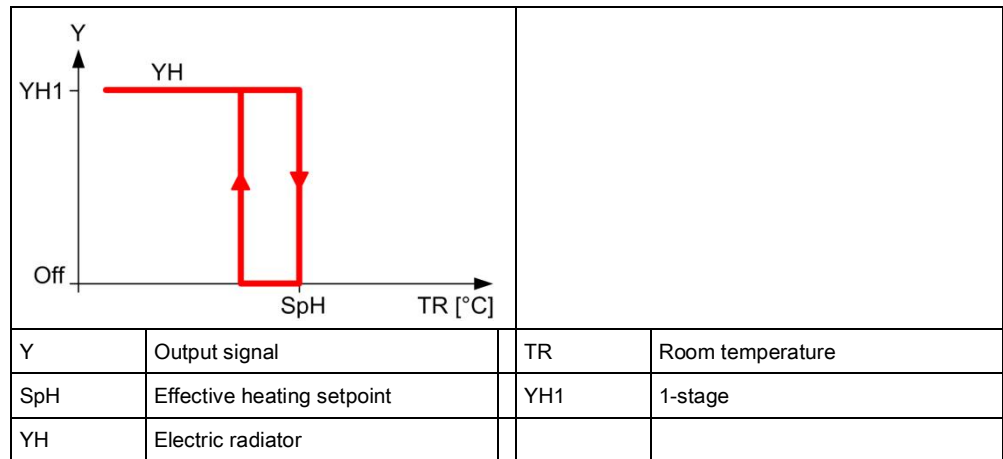 Y
YH
YH1
Off
SpH TR [°C]
Y Output signal TR Room temperature
SpH Effective heating setpoint YH1 1-stage
YH Electric radiator